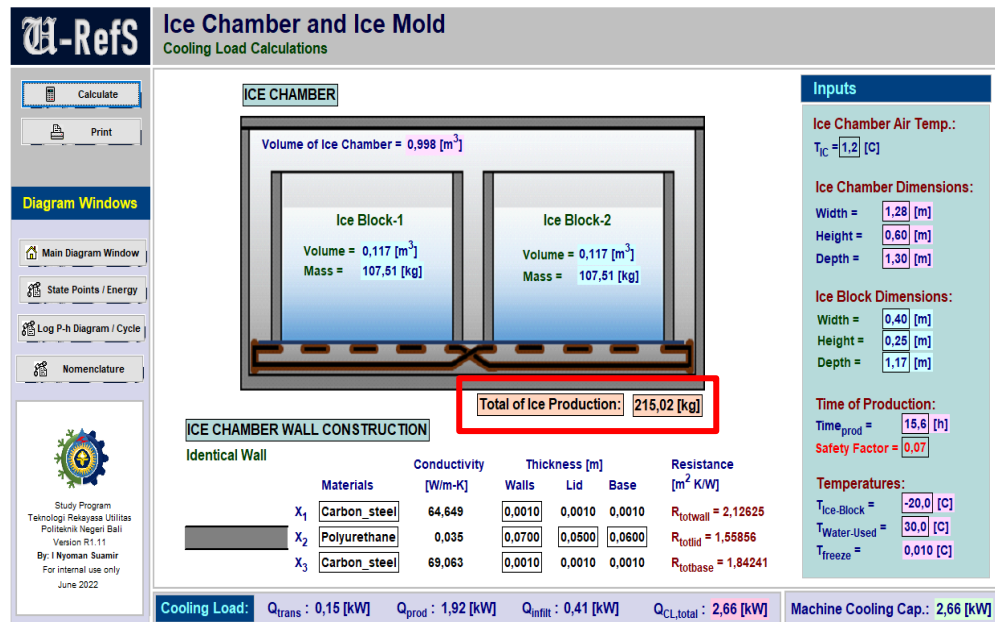 U-RefS
Ice Chamber and Ice Mold
Cooling Load Calculations
Calculate
Print
Diagram Windows
Main Diagram Window
State Points / Energy
Log P-h Diagram / Cycle
Nomenclature
Study Program
Teknologi Rekayasa Utilitas
Politeknik Negeri Bali
Version R1.11
By: I Nyoman Suamir
For internal use only
June 2022
ICE CHAMBER
Volume of Ice Chamber = 0,998 [m³]
Ice Block-1
Volume = 0,117 [m³]
Mass = 107,51 [kg]
Ice Block-2
Volume = 0,117 [m³]
Mass = 107,51 [kg]
Total of Ice Production: 215,02 [kg]
ICE CHAMBER WALL CONSTRUCTION
Identical Wall
Conductivity Thickness [m] Resistance
Materials [W/m-K] Walls Lid Base [m² K/W]
X1 Carbon_steel 64,649 0,0010 0,0010 0,0010 Rtotwall = 2,12625
X2 Polyurethane 0,035 0,0700 0,0500 0,0600 Rtotlid = 1,55856
X3 Carbon_steel 69,063 0,0010 0,0010 0,0010 Rtotbase = 1,84241
Inputs
Ice Chamber Air Temp.:
TIC = 1,2 [C]
Ice Chamber Dimensions:
Width = 1,28 [m]
Height = 0,60 [m]
Depth = 1,30 [m]
Ice Block Dimensions:
Width = 0,40 [m]
Height = 0,25 [m]
Depth = 1,17 [m]
Time of Production:
Timeprod = 15,6 [h]
Safety Factor = 0,07
Temperatures:
TIce-Block = -20,0 [C]
TWater-Used = 30,0 [C]
Tfreeze = 0,010 [C]
Cooling Load: Qtrans : 0,15 [kW] Qprod : 1,92 [kW] Qinfilt : 0,41 [kW] QCL,total : 2,66 [kW] Machine Cooling Cap.: 2,66 [kW]